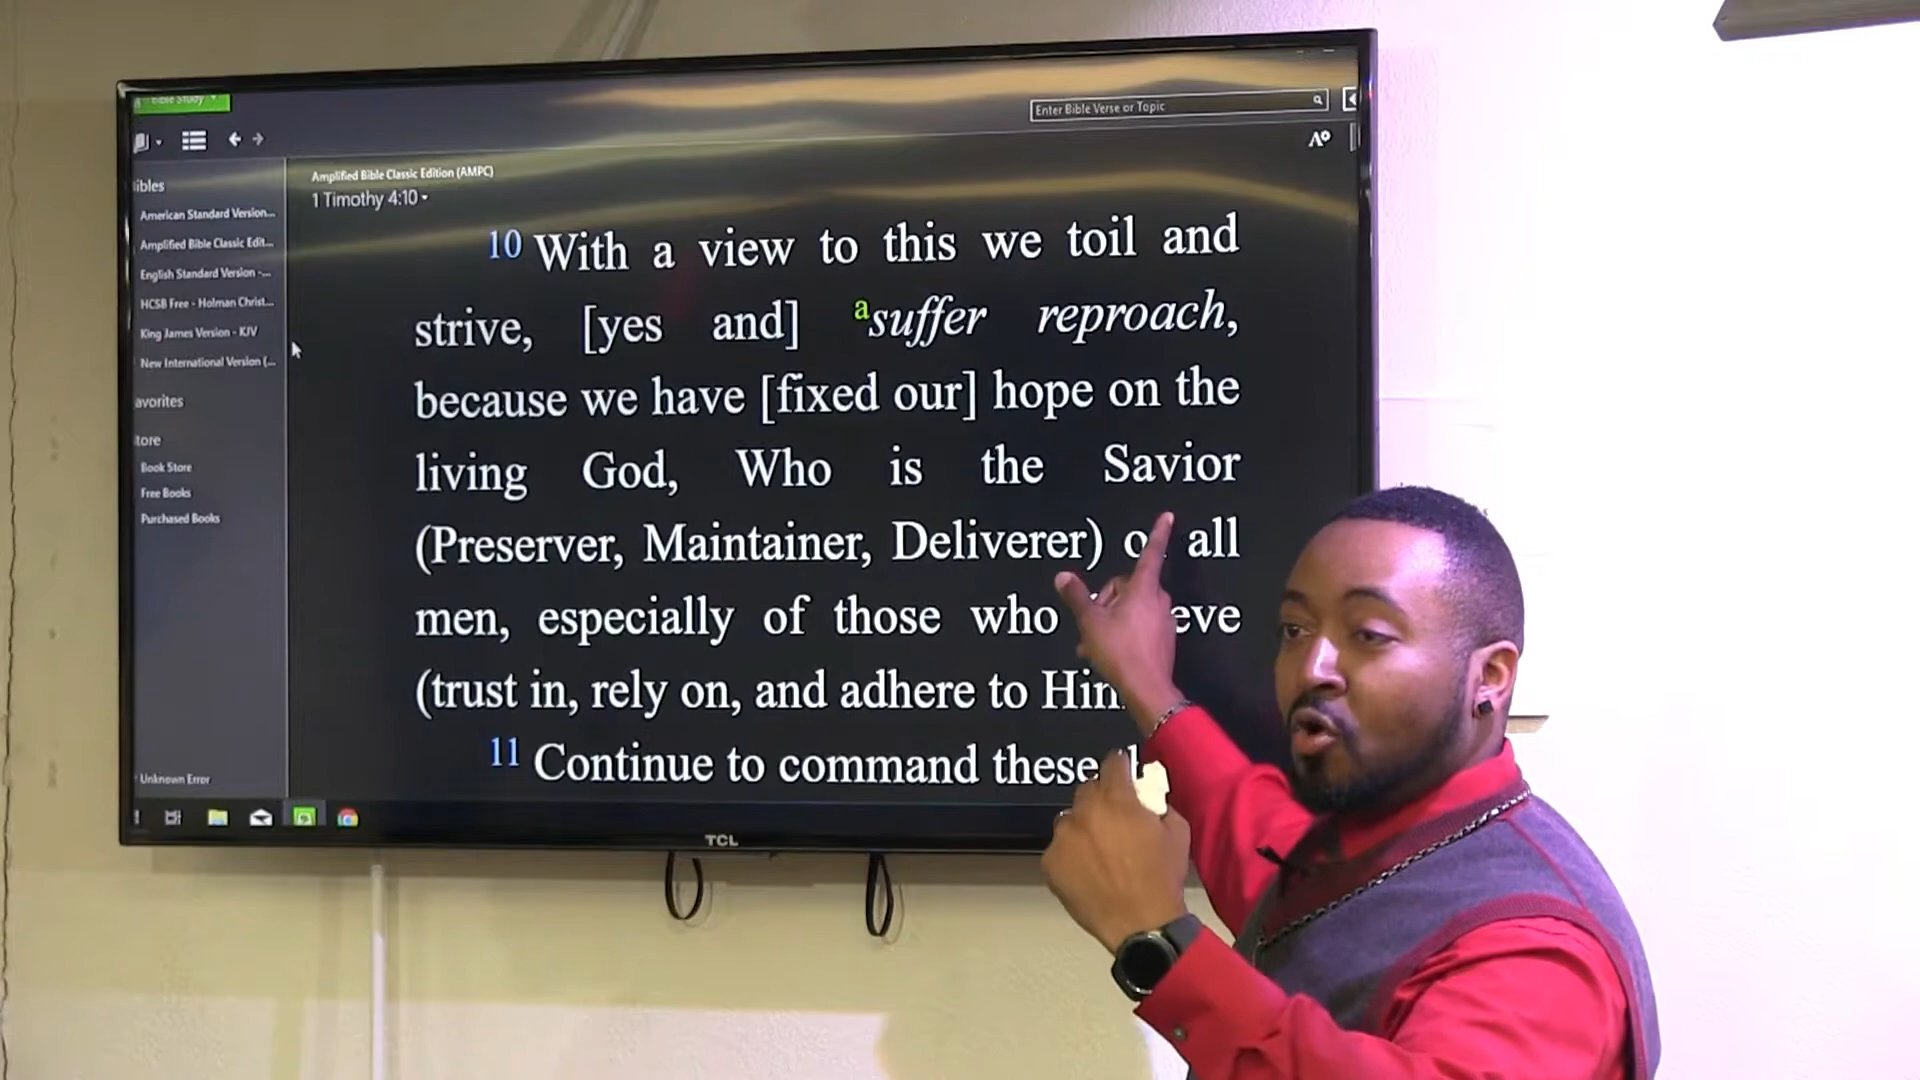 Bible Study
Enter Bible Verse or Topic
Amplified Bible Classic Edition (AMPC)
1 Timothy 4:10
ibles
American Standard Version...
Amplified Bible Classic Edit...
English Standard Version -...
HCSB Free - Holman Christ...
King James Version - KJV
New International Version (...
avorites
tore
Book Store
Free Books
Purchased Books
Unknown Error
10 With a view to this we toil and
strive, [yes and] a suffer reproach,
because we have [fixed our] hope on the
living God, Who is the Savior
(Preserver, Maintainer, Deliverer) all
men, especially of those who
(trust in, rely on, and adhere to
11 Continue to command these
TCL